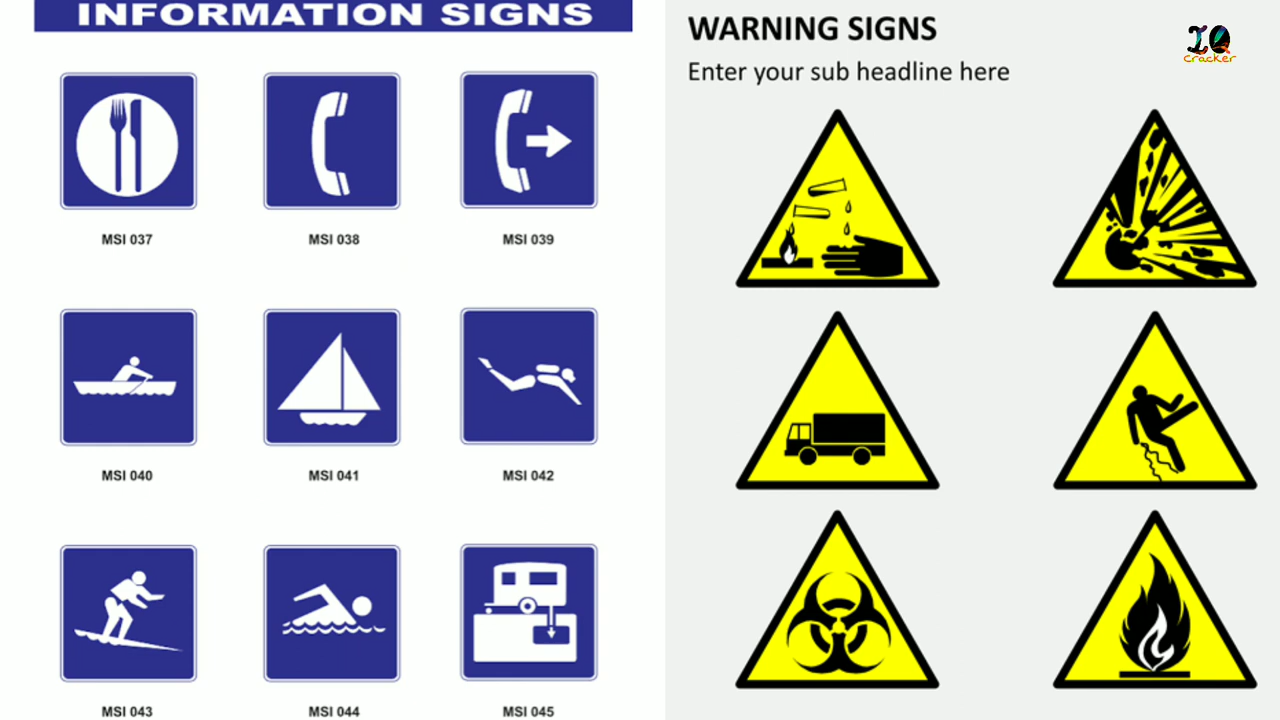 INFORMATION SIGNS
MSI 037
MSI 038
MSI 039
MSI 040
MSI 041
MSI 042
MSI 043
MSI 044
MSI 045
WARNING SIGNS
Enter your sub headline here
IQ
cracker